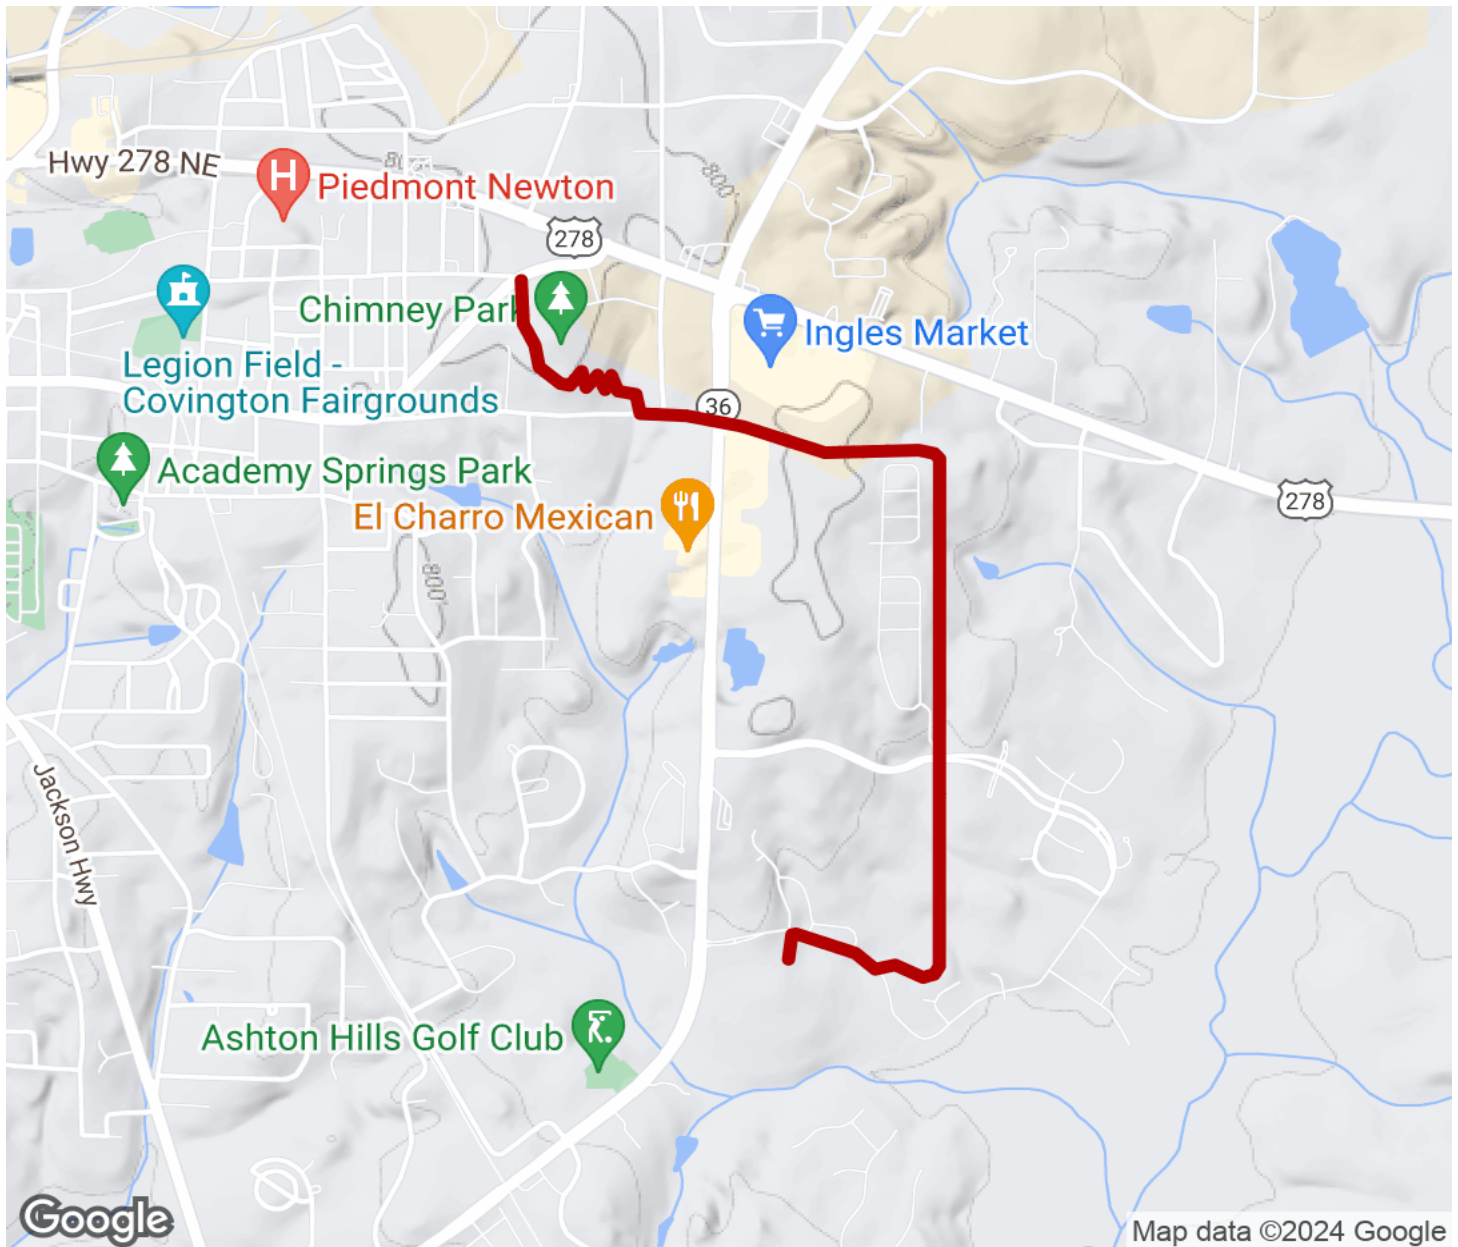 Hwy 278 NE
800
H
Piedmont Newton
800
278
Chimney Park
Ingles Market
Legion Field -
Covington Fairgrounds
36
Academy Springs Park
El Charro Mexican
278
800
Jackson Hwy
Ashton Hills Golf Club
Google
Map data ©2024 Google